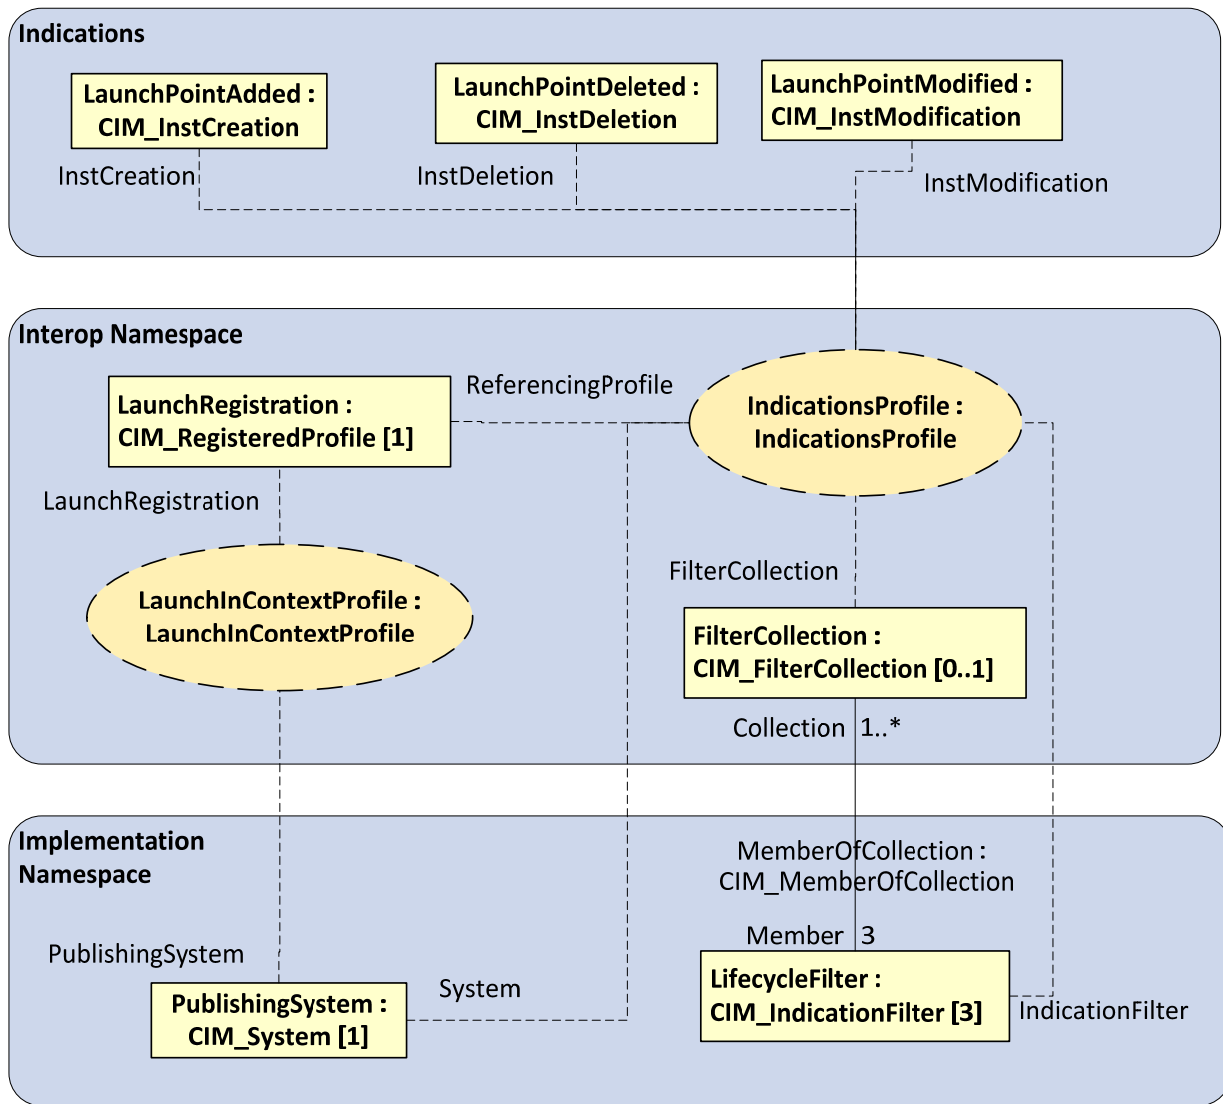 Indications
LaunchPointAdded :
CIM_InstCreation
LaunchPointDeleted :
CIM_InstDeletion
LaunchPointModified :
CIM_InstModification
InstCreation
InstDeletion
InstModification
Interop Namespace
LaunchRegistration :
CIM_RegisteredProfile [1]
ReferencingProfile
IndicationsProfile :
IndicationsProfile
LaunchRegistration
LaunchInContextProfile :
LaunchInContextProfile
FilterCollection
FilterCollection :
CIM_FilterCollection [0..1]
Collection 1..*
Implementation
Namespace
MemberOfCollection :
CIM_MemberOfCollection
PublishingSystem
Member 3
PublishingSystem :
CIM_System [1]
System
LifecycleFilter :
CIM_IndicationFilter [3]
IndicationFilter